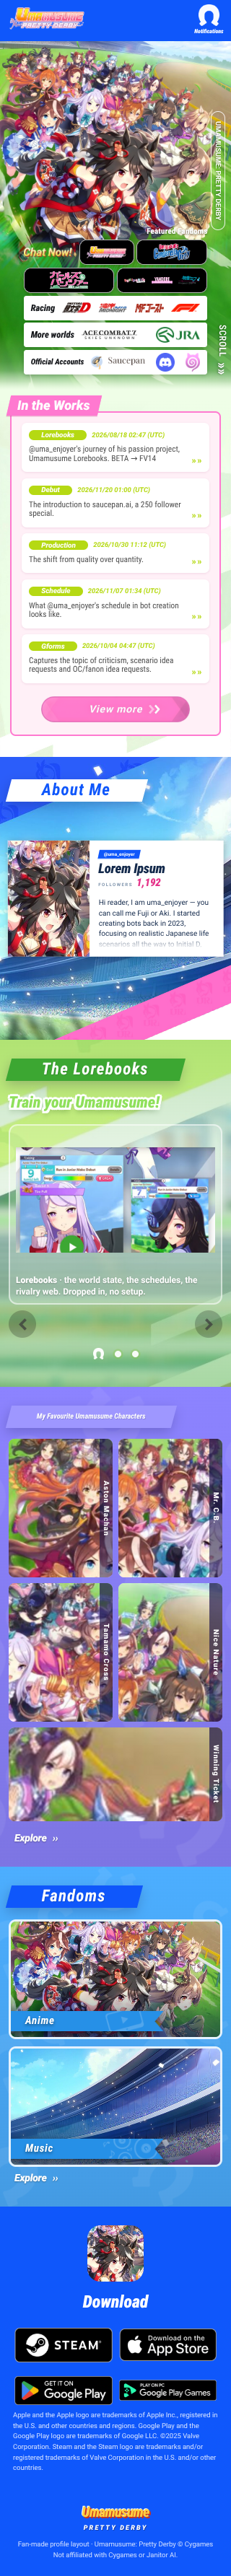 Umamusume
PRETTY DERBY
Notifications
UMAMUSUME: PRETTY DERBY
Featured Fandoms
Chat Now!
SCROLL »
Racing
F1
More worlds
ACE COMBAT 7
SKIES UNKNOWN
JRA
Official Accounts
Saucepan
In the Works
Lorebooks 2026/08/18 02:47 (UTC)
@uma_enjoyer's journey of his passion project,
Umamusume Lorebooks. BETA → FV14
»»
Debut 2026/11/20 01:00 (UTC)
The introduction to saucepan.ai, a 250 follower
special.
»»
Production 2026/10/30 11:12 (UTC)
The shift from quality over quantity.
»»
Schedule 2026/11/07 01:34 (UTC)
What @uma_enjoyer's schedule in bot creation
looks like.
»»
Gforms 2026/10/04 04:47 (UTC)
Captures the topic of criticism, scenario idea
requests and OC/fanon idea requests.
»»
View more »
About Me
@uma_enjoyer
Lorem Ipsum
FOLLOWERS 1,192
Hi reader, I am uma_enjoyer — you
can call me Fuji or Aki. I started
creating bots back in 2023,
focusing on realistic Japanese life
scenarios all the way to Initial D.
The Lorebooks
Train your Umamusume!
Lorebooks · the world state, the schedules, the
rivalry web. Dropped in, no setup.
My Favourite Umamusume Characters
Aston Machan
Mr. C.B.
Tamamo Cross
Nice Nature
Winning Ticket
Explore »
Fandoms
Anime
Music
Explore »
Download
STEAM
Download on the
App Store
GET IT ON
Google Play
PLAY ON PC
Google Play Games
Apple and the Apple logo are trademarks of Apple Inc., registered in
the U.S. and other countries and regions. Google Play and the
Google Play logo are trademarks of Google LLC. ©2025 Valve
Corporation. Steam and the Steam logo are trademarks and/or
registered trademarks of Valve Corporation in the U.S. and/or other
countries.
Umamusume
PRETTY DERBY
Fan-made profile layout · Umamusume: Pretty Derby © Cygames
Not affiliated with Cygames or Janitor AI.